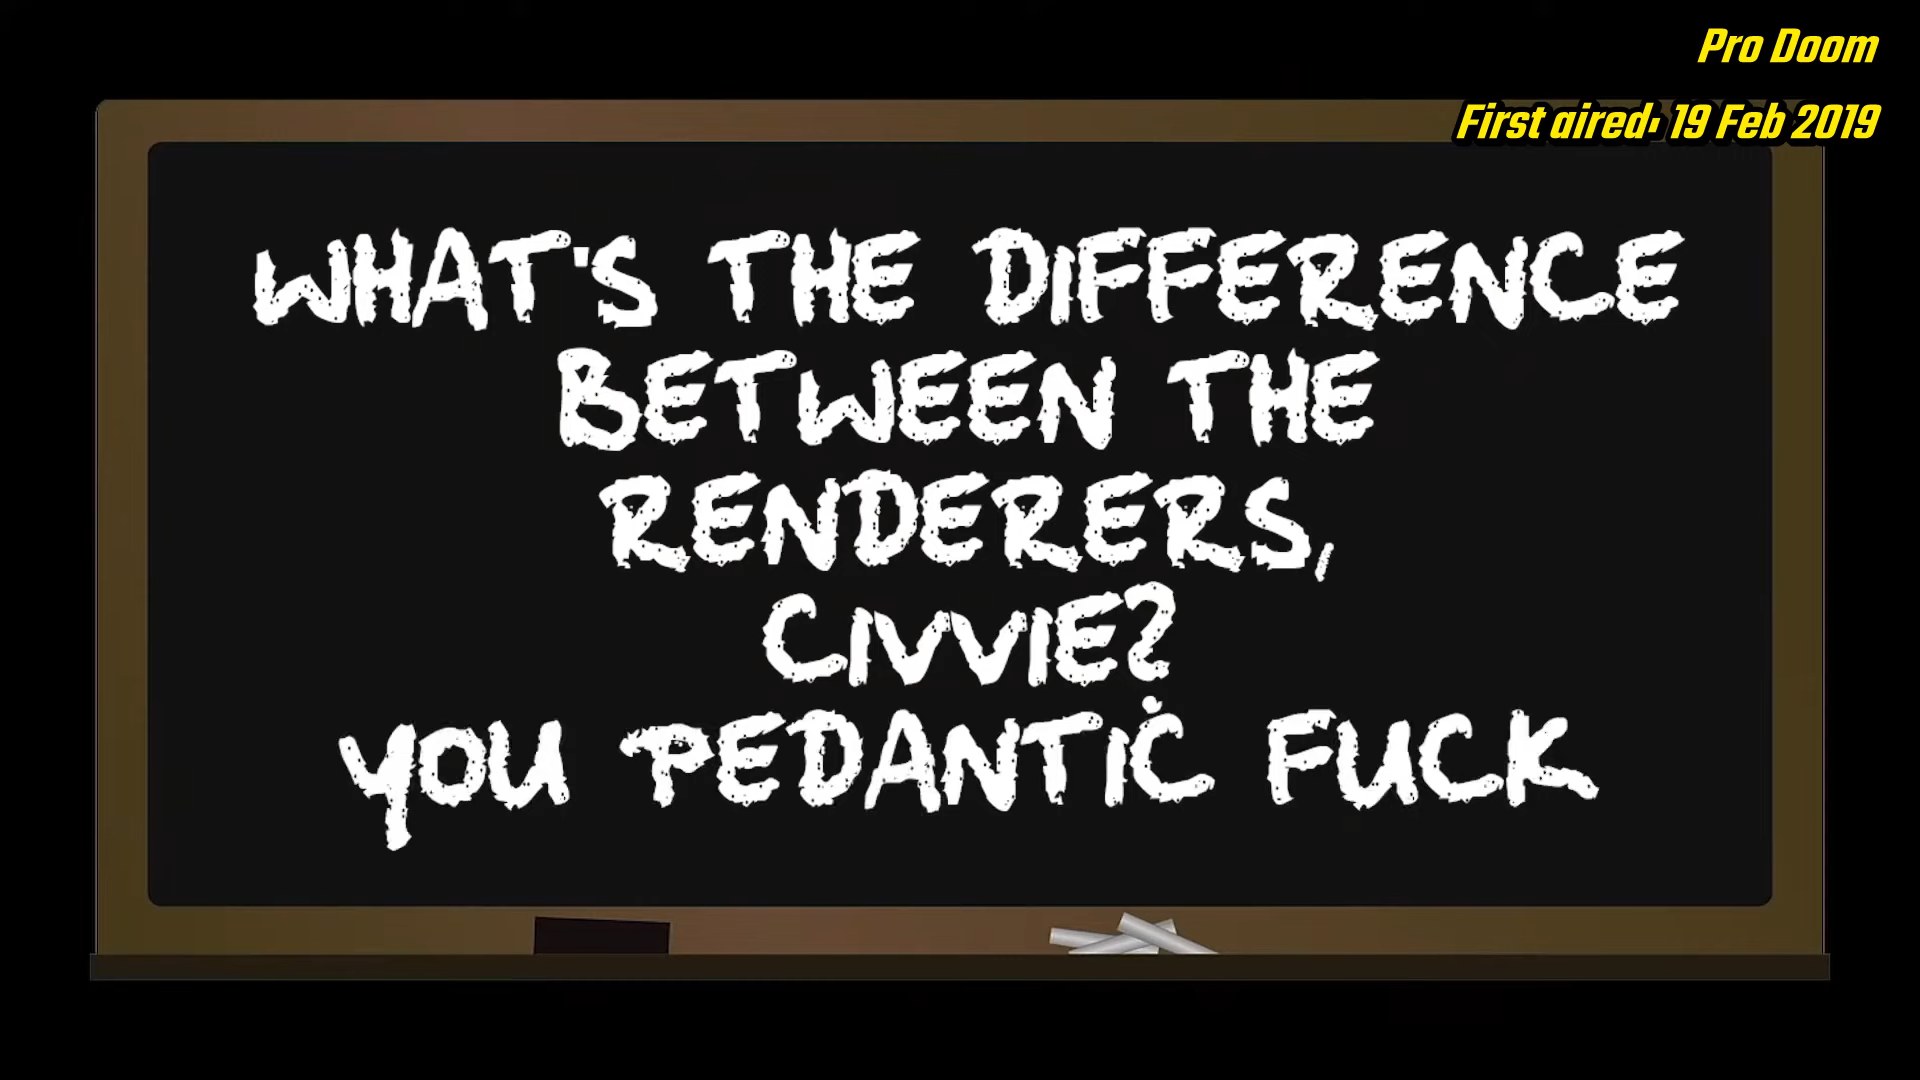 Pro Doom
First aired: 19 Feb 2019
WHAT'S THE DIFFERENCE
BETWEEN THE
RENDERERS,
CIVVIE?
YOU PEDANTIC FUCK